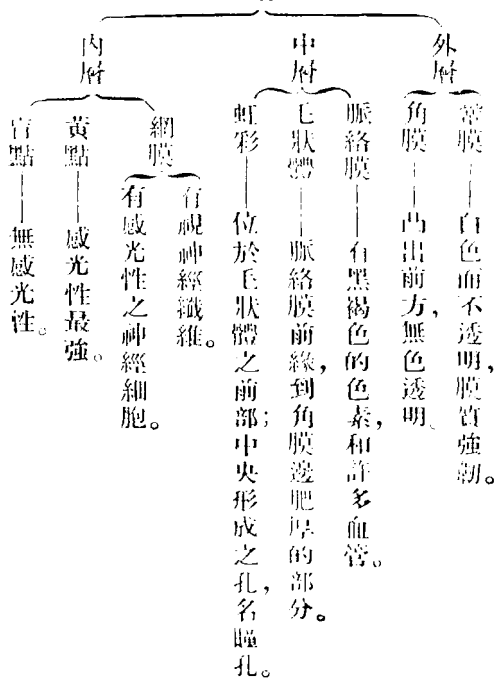 外層
鞏膜——白色而不透明,膜質強韌。
角膜——凸出前方,無色透明。
中層
脈絡膜——有黑褐色的色素,和許多血管。
毛狀體——脈絡膜前緣,到角膜邊肥厚的部分。
虹彩——位於毛狀體之前部;中央形成之孔,名瞳孔。
內層
網膜
有視神經纖維。
有感光性之神經細胞。
黃點——感光性最強。
盲點——無感光性。